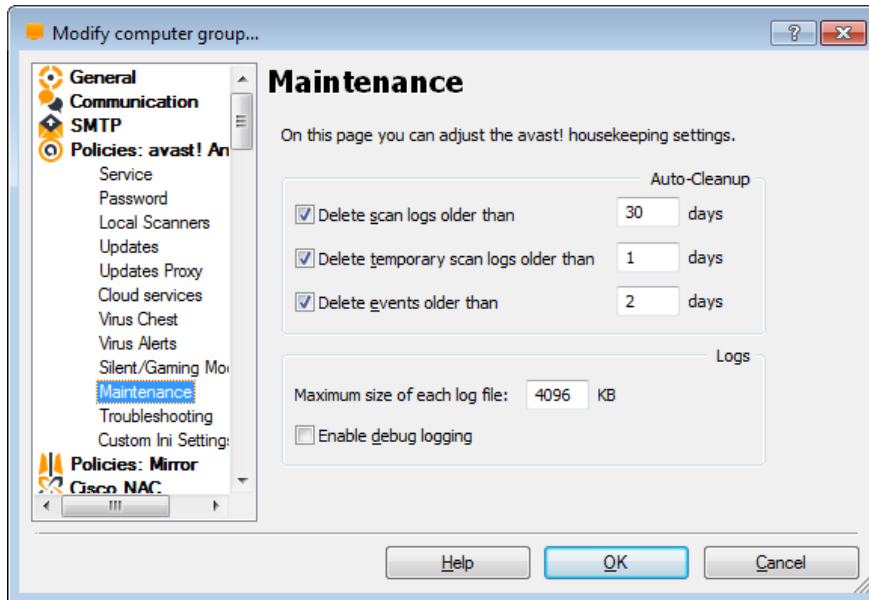 Modify computer group...
General
Communication
SMTP
Policies: avast! An
Service
Password
Local Scanners
Updates
Updates Proxy
Cloud services
Virus Chest
Virus Alerts
Silent/Gaming Mo
Maintenance
Troubleshooting
Custom Ini Settings
Policies: Mirror
Cisco NAC
Maintenance
On this page you can adjust the avast! housekeeping settings.
Auto-Cleanup
Delete scan logs older than 30 days
Delete temporary scan logs older than 1 days
Delete events older than 2 days
Logs
Maximum size of each log file: 4096 KB
Enable debug logging
Help
OK
Cancel